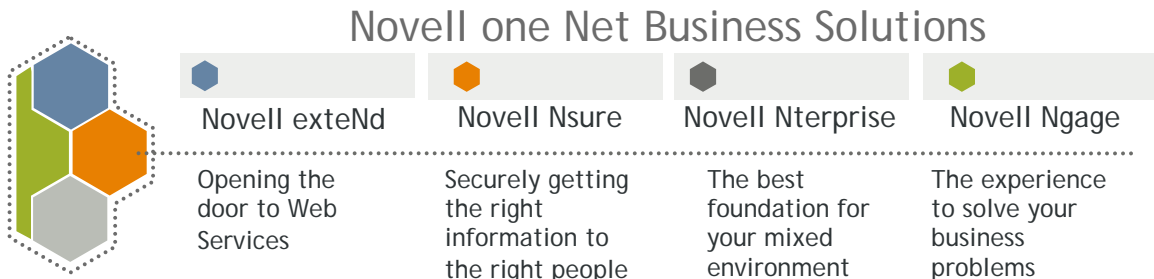 Novell one Net Business Solutions
Novell exteNd
Novell Nsure
Novell Nterprise
Novell Ngage
Opening the
door to Web
Services
Securely getting
the right
information to
the right people
The best
foundation for
your mixed
environment
The experience
to solve your
business
problems